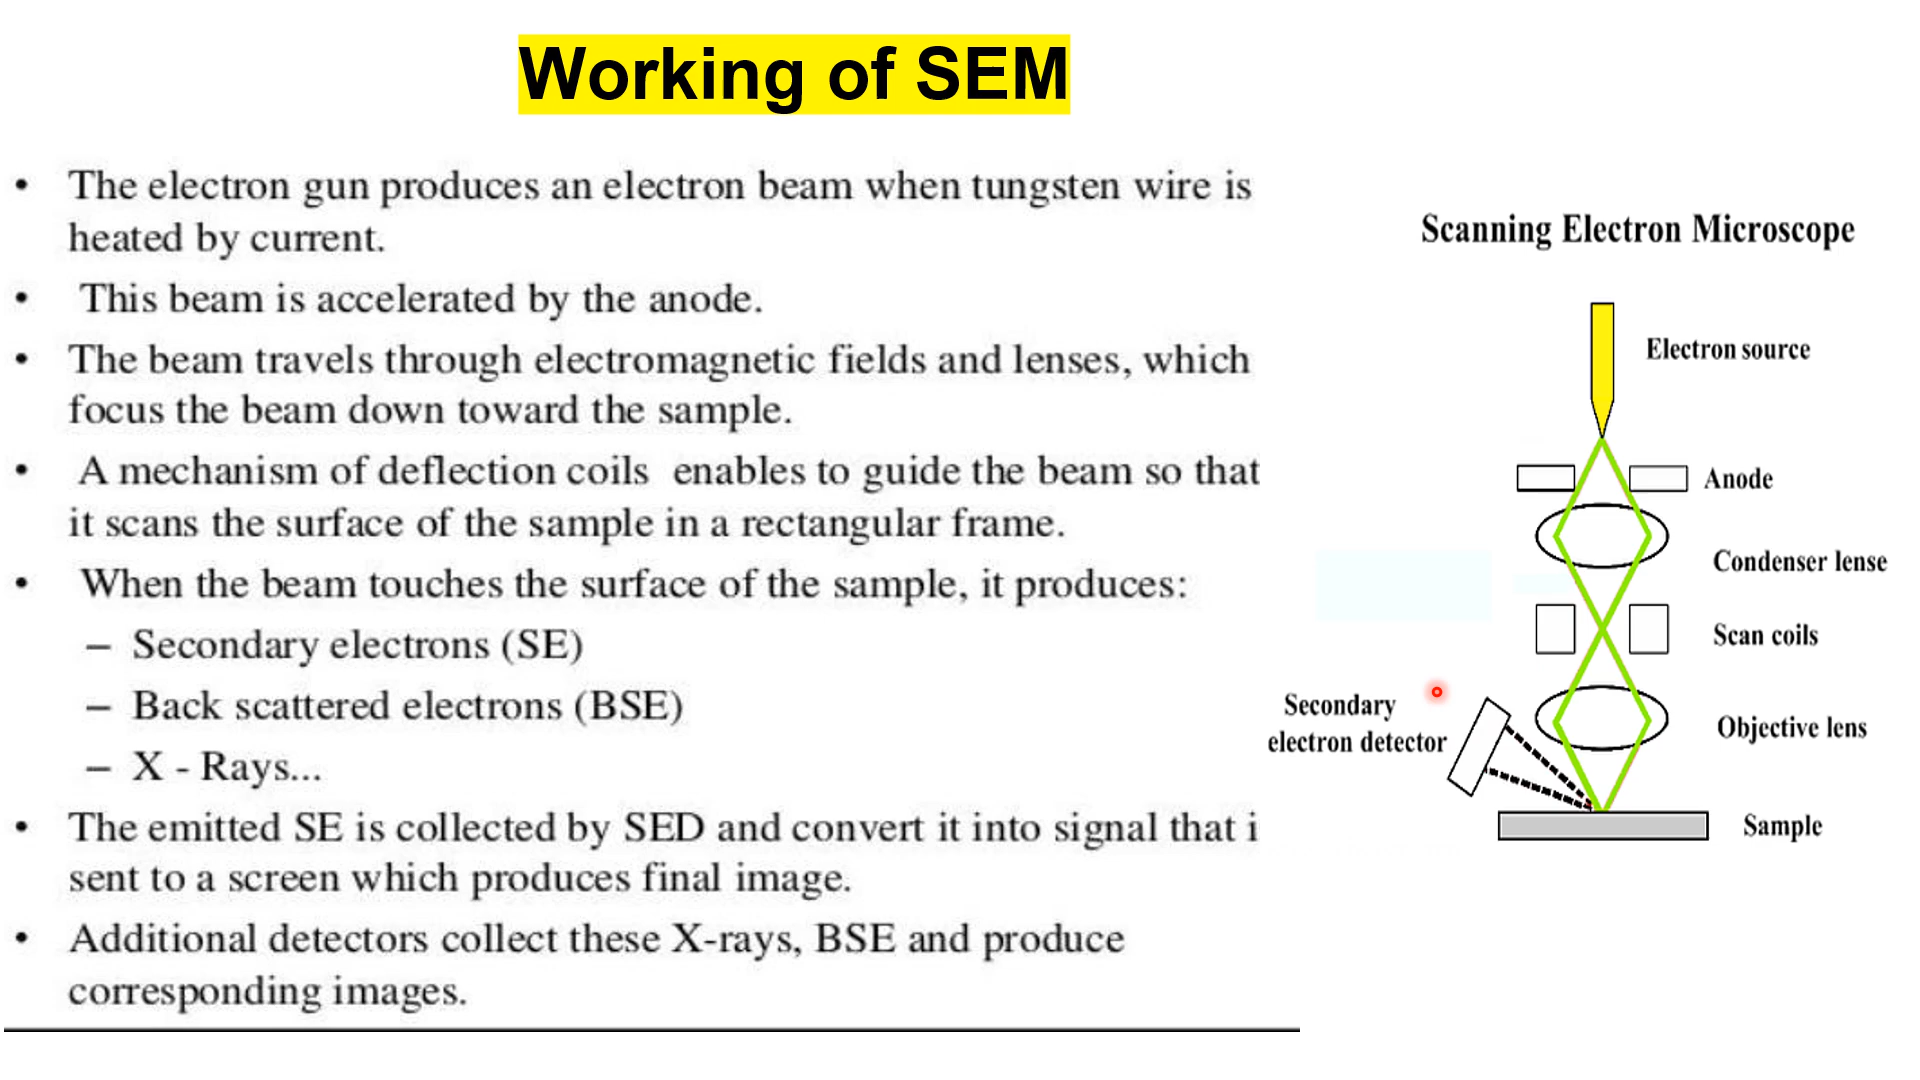 Working of SEM
• The electron gun produces an electron beam when tungsten wire is
heated by current.
• This beam is accelerated by the anode.
• The beam travels through electromagnetic fields and lenses, which
focus the beam down toward the sample.
• A mechanism of deflection coils enables to guide the beam so that
it scans the surface of the sample in a rectangular frame.
• When the beam touches the surface of the sample, it produces:
– Secondary electrons (SE)
– Back scattered electrons (BSE)
– X - Rays...
• The emitted SE is collected by SED and convert it into signal that i
sent to a screen which produces final image.
• Additional detectors collect these X-rays, BSE and produce
corresponding images.
Scanning Electron Microscope
Electron source
Anode
Condenser lense
Scan coils
Secondary
electron detector
Objective lens
Sample